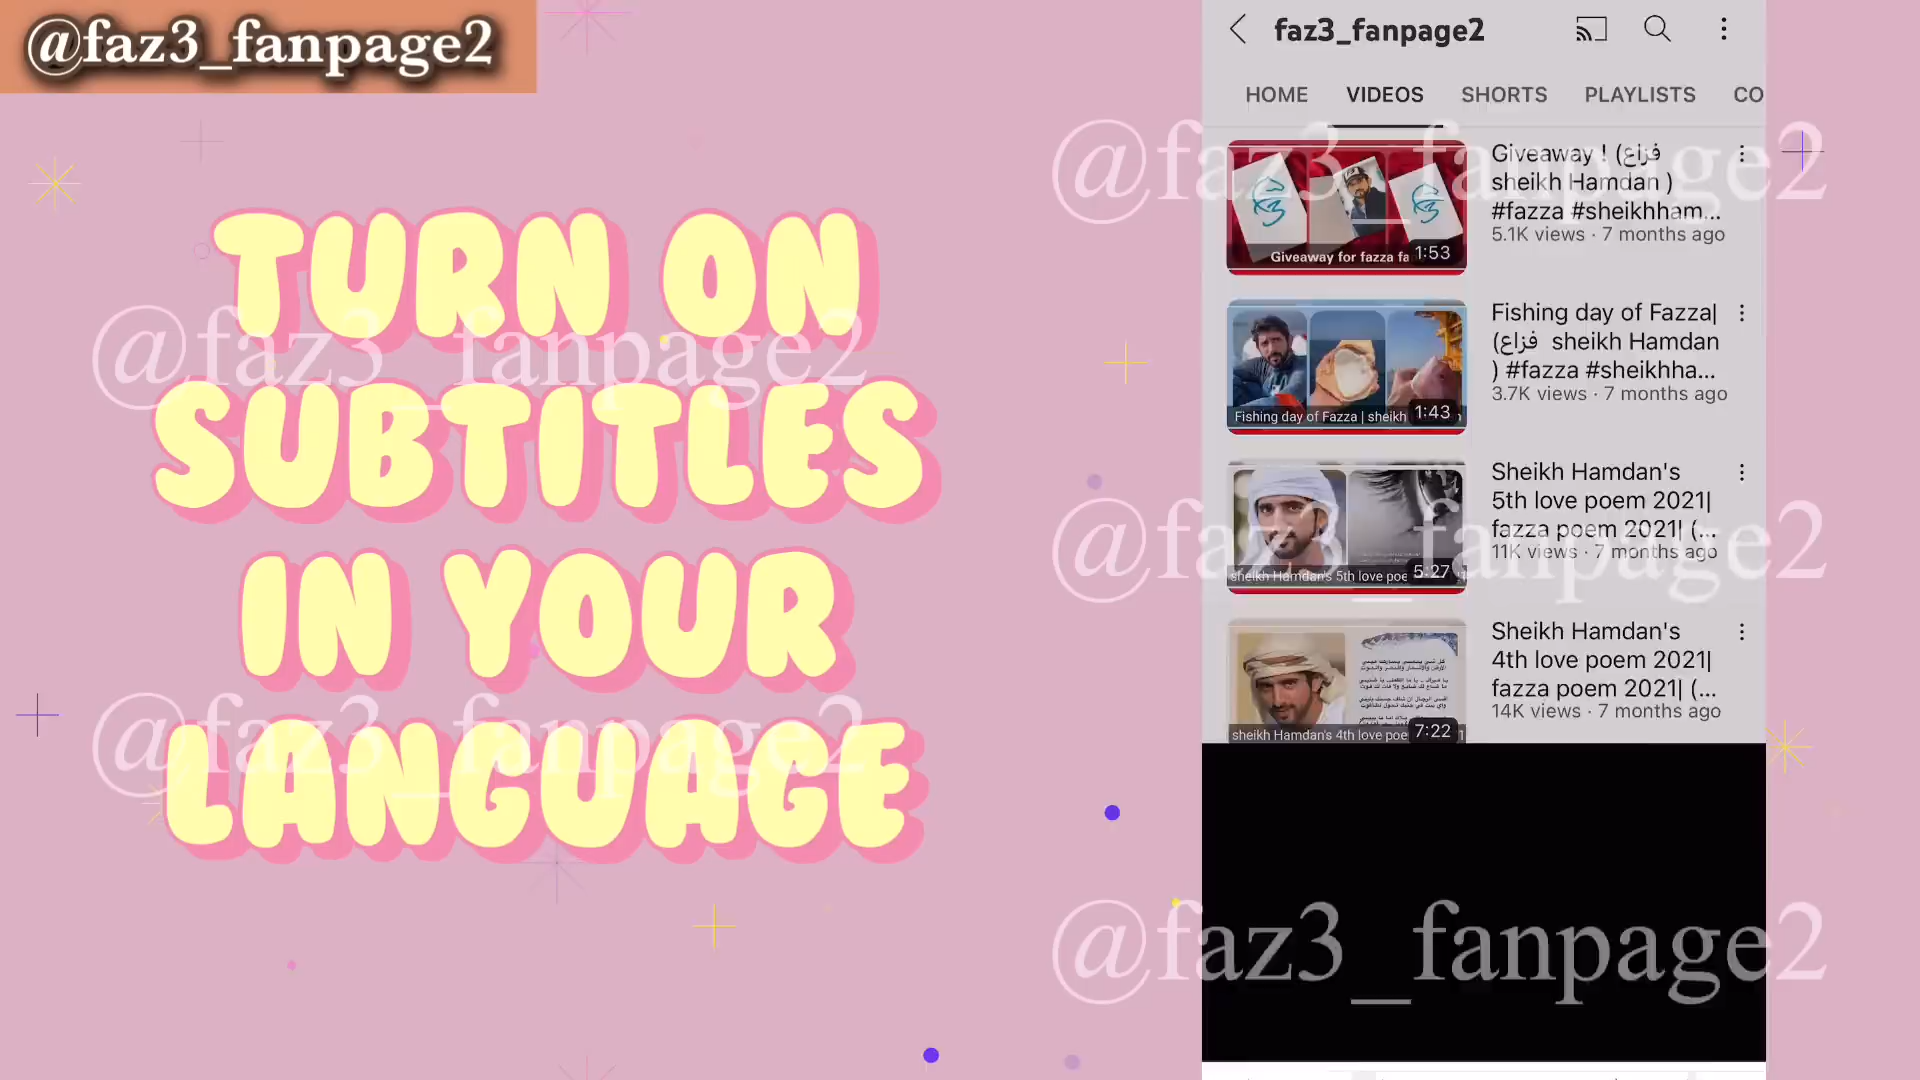 @faz3_fanpage2
TURN ON
SUBTITLES
IN YOUR
LANGUAGE
@faz3_fanpage2
@faz3_fanpage2
faz3_fanpage2
HOME VIDEOS SHORTS PLAYLISTS CO
Giveaway ! (فزاع
sheikh Hamdan )
#fazza #sheikhham...
5.1K views · 7 months ago
Giveaway for fazza fa
1:53
Fishing day of Fazza|
(فزاع sheikh Hamdan
) #fazza #sheikhha...
3.7K views · 7 months ago
Fishing day of Fazza | sheikh
1:43
Sheikh Hamdan's
5th love poem 2021|
fazza poem 2021| (...
11K views · 7 months ago
sheikh Hamdan's 5th love poe
5:27
Sheikh Hamdan's
4th love poem 2021|
fazza poem 2021| (...
14K views · 7 months ago
sheikh Hamdan's 4th love poe
7:22
@faz3_fanpage2
@faz3_fanpage2
@faz3_fanpage2